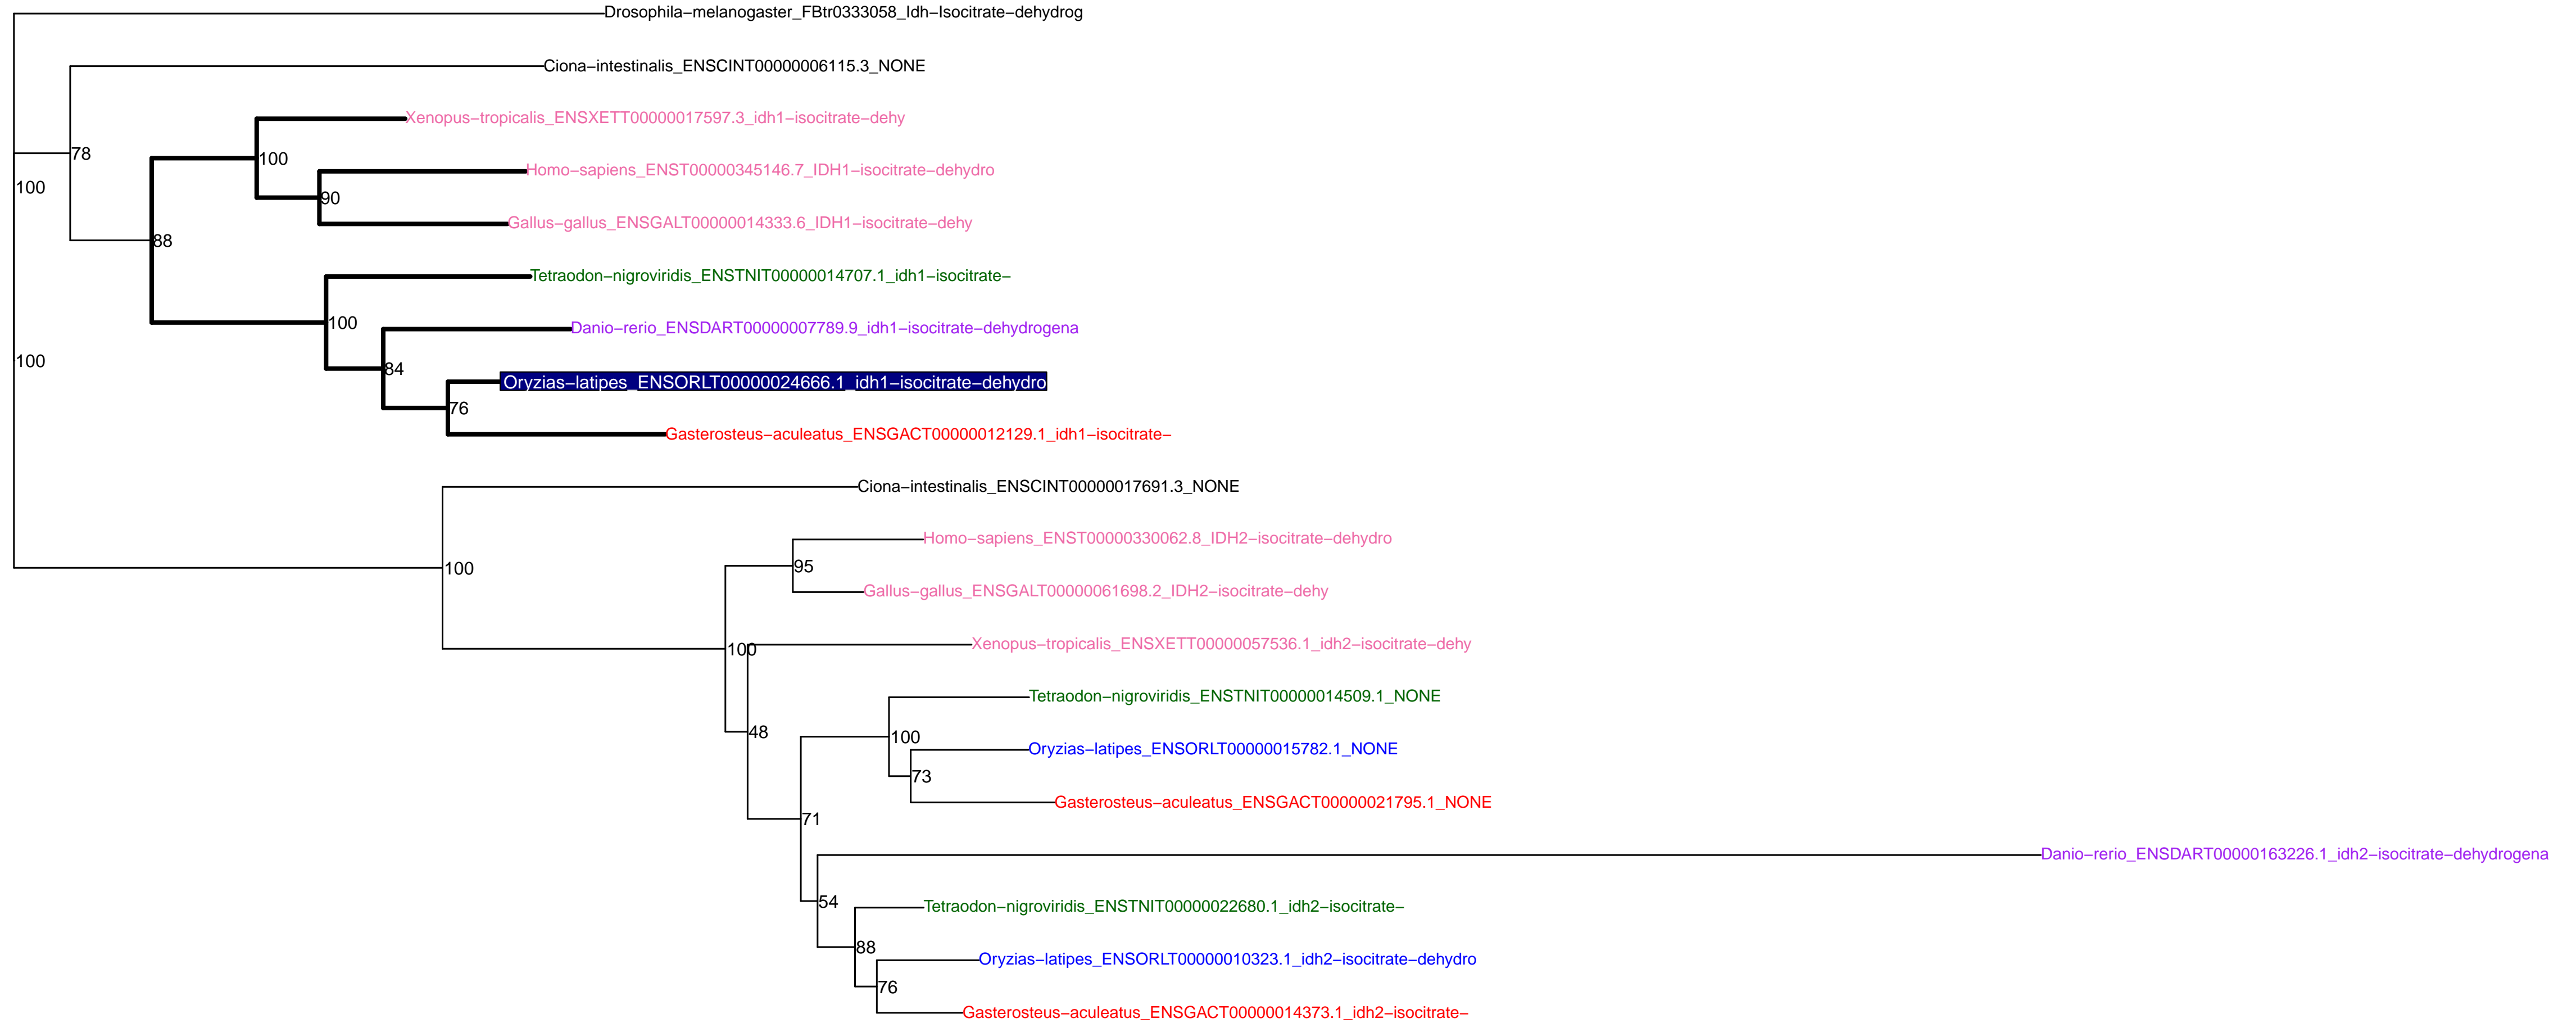 Drosophila−melanogaster_FBtr0333058_Idh−Isocitrate−dehydrog
Ciona−intestinalis_ENSCINT00000006115.3_NONE
Xenopus−tropicalis_ENSXETT00000017597.3_idh1−isocitrate−dehy
78
100
Homo−sapiens_ENST00000345146.7_IDH1−isocitrate−dehydro
100
90
Gallus−gallus_ENSGALT00000014333.6_IDH1−isocitrate−dehy
88
Tetraodon−nigroviridis_ENSTNIT00000014707.1_idh1−isocitrate−
100
Danio−rerio_ENSDART00000007789.9_idh1−isocitrate−dehydrogena
100
84
Oryzias−latipes_ENSORLT00000024666.1_idh1−isocitrate−dehydro
76
Gasterosteus−aculeatus_ENSGACT00000012129.1_idh1−isocitrate−
Ciona−intestinalis_ENSCINT00000017691.3_NONE
Homo−sapiens_ENST00000330062.8_IDH2−isocitrate−dehydro
100
95
Gallus−gallus_ENSGALT00000061698.2_IDH2−isocitrate−dehy
Xenopus−tropicalis_ENSXETT00000057536.1_idh2−isocitrate−dehy
100
Tetraodon−nigroviridis_ENSTNIT00000014509.1_NONE
48
100
Oryzias−latipes_ENSORLT00000015782.1_NONE
73
Gasterosteus−aculeatus_ENSGACT00000021795.1_NONE
71
Danio−rerio_ENSDART00000163226.1_idh2−isocitrate−dehydrogena
54
Tetraodon−nigroviridis_ENSTNIT00000022680.1_idh2−isocitrate−
88
Oryzias−latipes_ENSORLT00000010323.1_idh2−isocitrate−dehydro
76
Gasterosteus−aculeatus_ENSGACT00000014373.1_idh2−isocitrate−